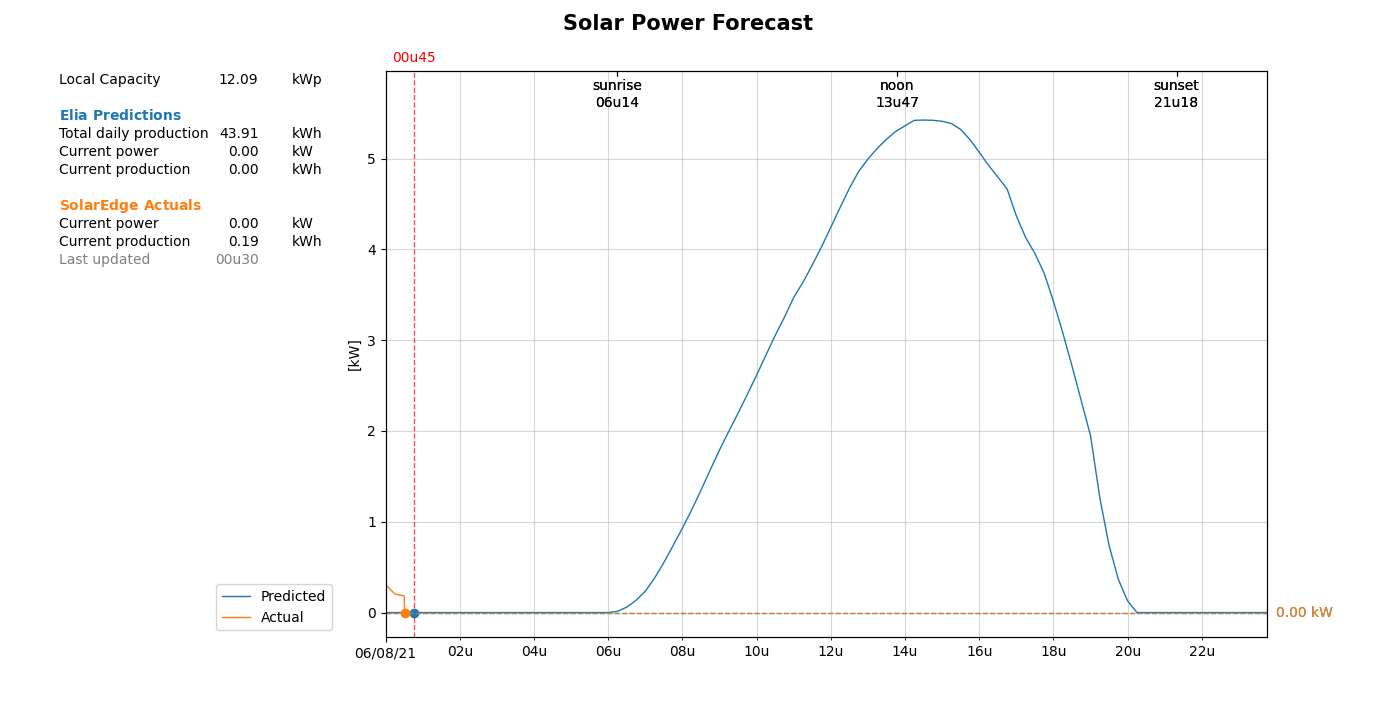 Solar Power Forecast
00u45
Local Capacity 12.09 kWp
Elia Predictions
Total daily production 43.91 kWh
Current power 0.00 kW
Current production 0.00 kWh
SolarEdge Actuals
Current power 0.00 kW
Current production 0.19 kWh
Last updated 00u30
sunrise
06u14
noon
13u47
sunset
21u18
[kW]
5
4
3
2
1
0
0.00 kW
Predicted
Actual
06/08/21 02u 04u 06u 08u 10u 12u 14u 16u 18u 20u 22u